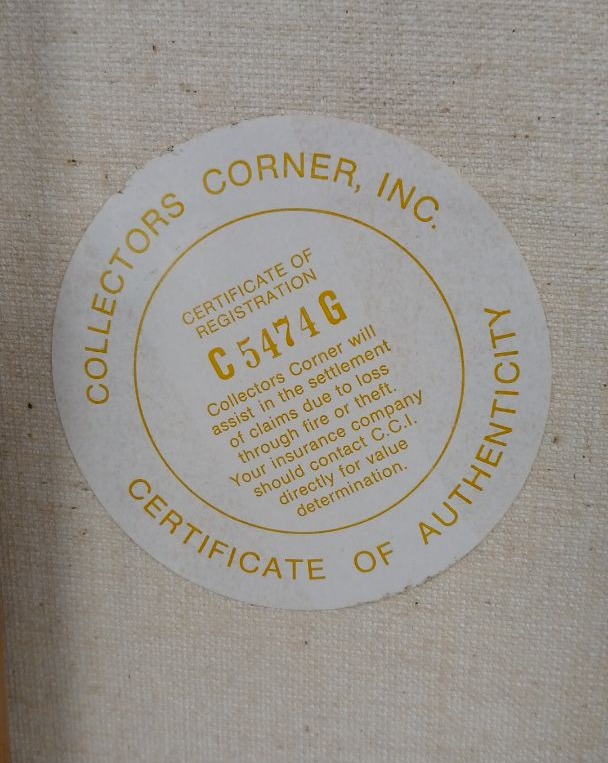 COLLECTORS CORNER, INC.
CERTIFICATE OF
REGISTRATION
C 5474 G
Collectors Corner will
assist in the settlement
of claims due to loss
through fire or theft.
Your insurance company
should contact C.C.I.
directly for value
determination.
CERTIFICATE OF AUTHENTICITY